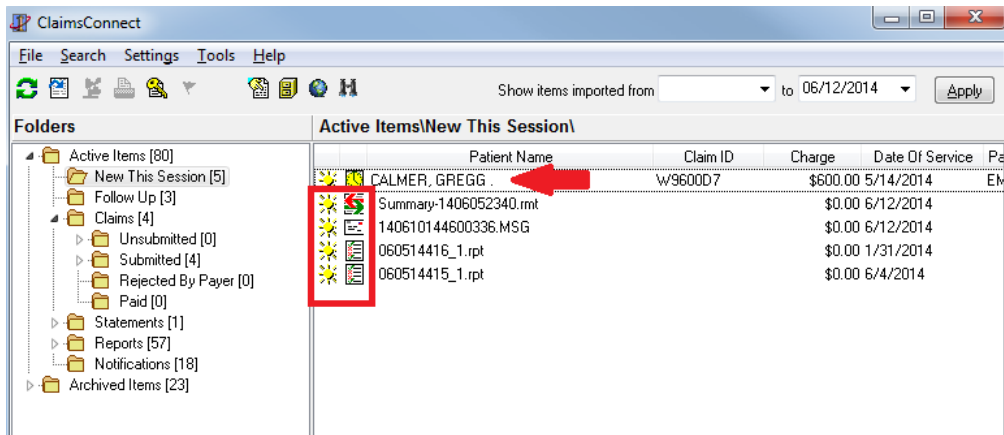 ClaimsConnect
File Search Settings Tools Help
Show items imported from to 06/12/2014 Apply
Folders
Active Items\New This Session\
Active Items [80]
New This Session [5]
Follow Up [3]
Claims [4]
Unsubmitted [0]
Submitted [4]
Rejected By Payer [0]
Paid [0]
Statements [1]
Reports [57]
Notifications [18]
Archived Items [23]
Patient Name Claim ID Charge Date Of Service Pa
CALMER, GREGG . W9600D7 $600.00 5/14/2014 EM
Summary-1406052340.rmt $0.00 6/12/2014
140610144600336.MSG $0.00 6/12/2014
060514416_1.rpt $0.00 1/31/2014
060514415_1.rpt $0.00 6/4/2014